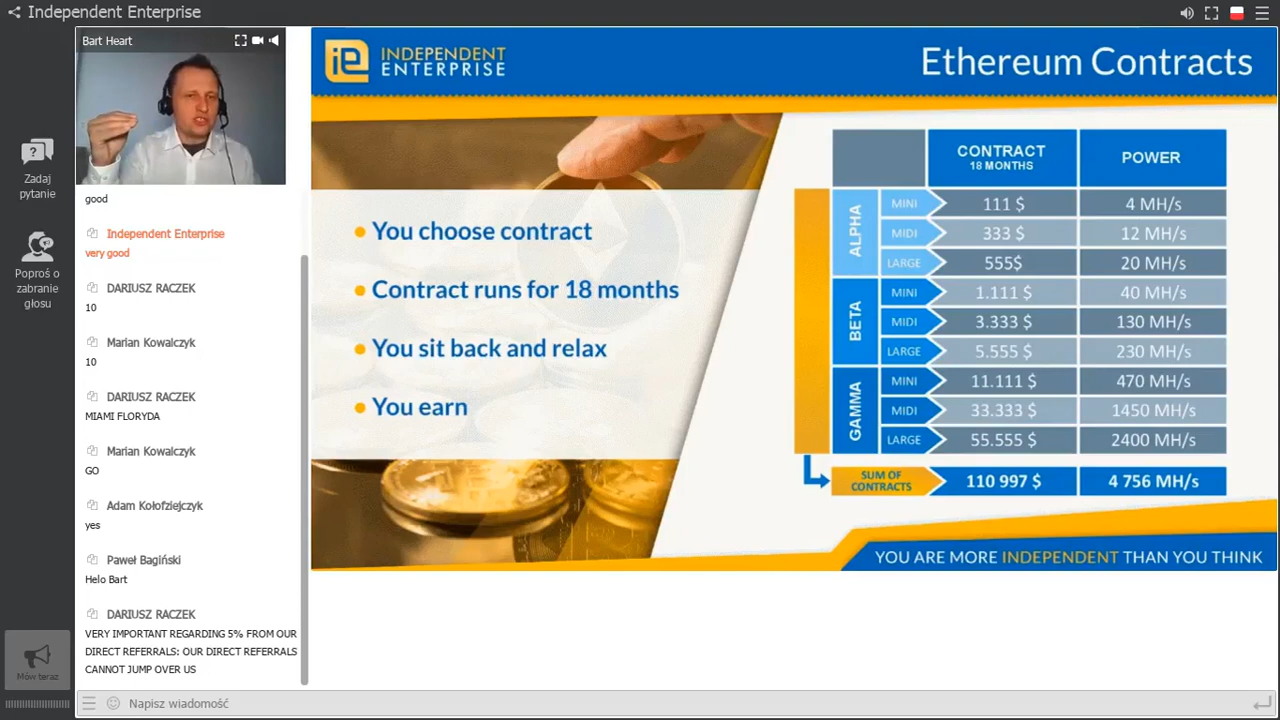 Independent Enterprise
Bart Heart
Zadaj
pytanie
Poproś o
zabranie
głosu
Mów teraz
good
Independent Enterprise
very good
DARIUSZ RACZEK
10
Marian Kowalczyk
10
DARIUSZ RACZEK
MIAMI FLORYDA
Marian Kowalczyk
GO
Adam Kołofziejczyk
yes
Paweł Bagiński
Helo Bart
DARIUSZ RACZEK
VERY IMPORTANT REGARDING 5% FROM OUR
DIRECT REFERRALS: OUR DIRECT REFERRALS
CANNOT JUMP OVER US
Napisz wiadomość
ie INDEPENDENT
ENTERPRISE
Ethereum Contracts
• You choose contract
• Contract runs for 18 months
• You sit back and relax
• You earn
CONTRACT
18 MONTHS
POWER
ALPHA
MINI 111 $ 4 MH/s
MIDI 333 $ 12 MH/s
LARGE 555$ 20 MH/s
BETA
MINI 1.111 $ 40 MH/s
MIDI 3.333 $ 130 MH/s
LARGE 5.555 $ 230 MH/s
GAMMA
MINI 11.111 $ 470 MH/s
MIDI 33.333 $ 1450 MH/s
LARGE 55.555 $ 2400 MH/s
SUM OF
CONTRACTS
110 997 $ 4 756 MH/s
YOU ARE MORE INDEPENDENT THAN YOU THINK